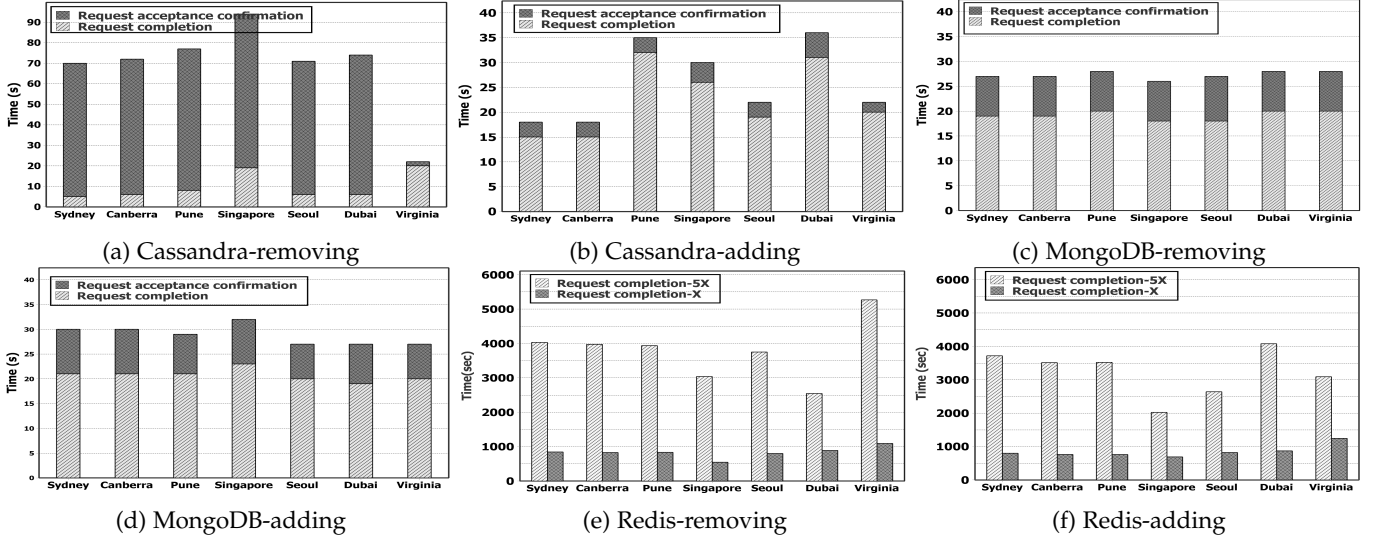 Request acceptance confirmation
Request completion
Time (s)
90
80
70
60
50
40
30
20
10
0
Sydney Canberra Pune Singapore Seoul Dubai Virginia
(a) Cassandra-removing
Request acceptance confirmation
Request completion
Time (s)
40
35
30
25
20
15
10
5
0
Sydney Canberra Pune Singapore Seoul Dubai Virginia
(b) Cassandra-adding
Request acceptance confirmation
Request completion
Time (s)
40
35
30
25
20
15
10
5
0
Sydney Canberra Pune Singapore Seoul Dubai Virginia
(c) MongoDB-removing
Request acceptance confirmation
Request completion
Time (s)
40
35
30
25
20
15
10
5
0
Sydney Canberra Pune Singapore Seoul Dubai Virginia
(d) MongoDB-adding
Request completion-5X
Request completion-X
Time(sec)
6000
5000
4000
3000
2000
1000
0
Sydney Canberra Pune Singapore Seoul Dubai Virginia
(e) Redis-removing
Request completion-5X
Request completion-X
Time (sec)
6000
5000
4000
3000
2000
1000
0
Sydney Canberra Pune Singapore Seoul Dubai Virginia
(f) Redis-adding